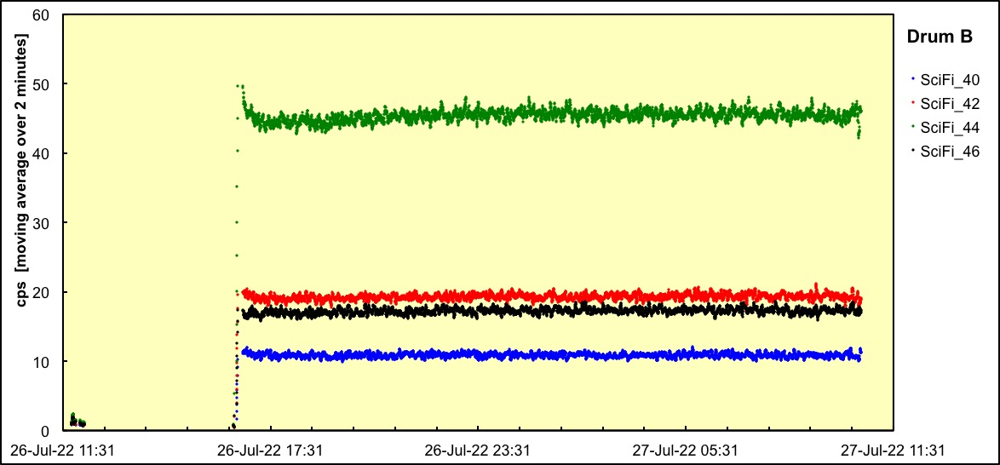 60
50
40
30
20
10
0
cps [moving average over 2 minutes]
26-Jul-22 11:31
26-Jul-22 17:31
26-Jul-22 23:31
27-Jul-22 05:31
27-Jul-22 11:31
Drum B
SciFi_40
SciFi_42
SciFi_44
SciFi_46